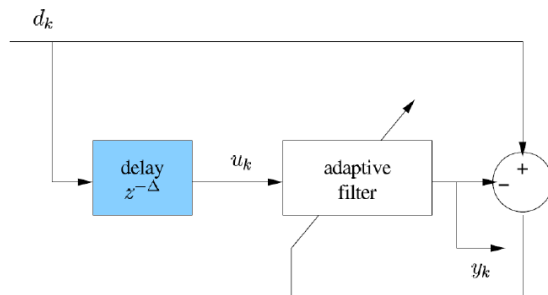 d_k
delay
z^{-Δ}
u_k
adaptive
filter
+
-
y_k